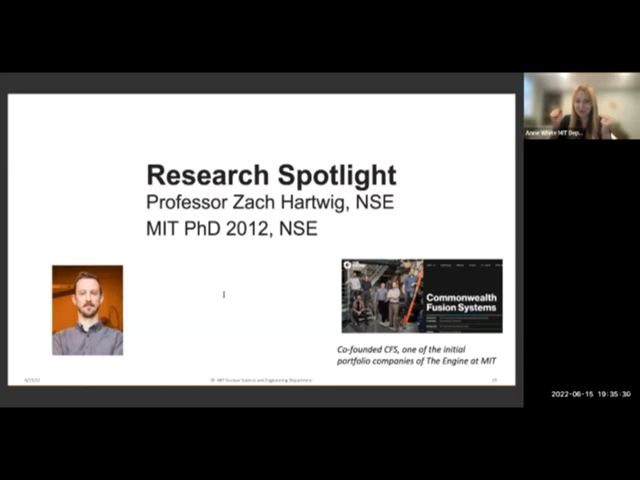 Research Spotlight
Professor Zach Hartwig, NSE
MIT PhD 2012, NSE
Commonwealth
Fusion Systems
Co-founded CFS, one of the initial
portfolio companies of The Engine at MIT
MIT Nuclear Science and Engineering Department
Anne White MIT Dep...
2022-06-15 19:35:30